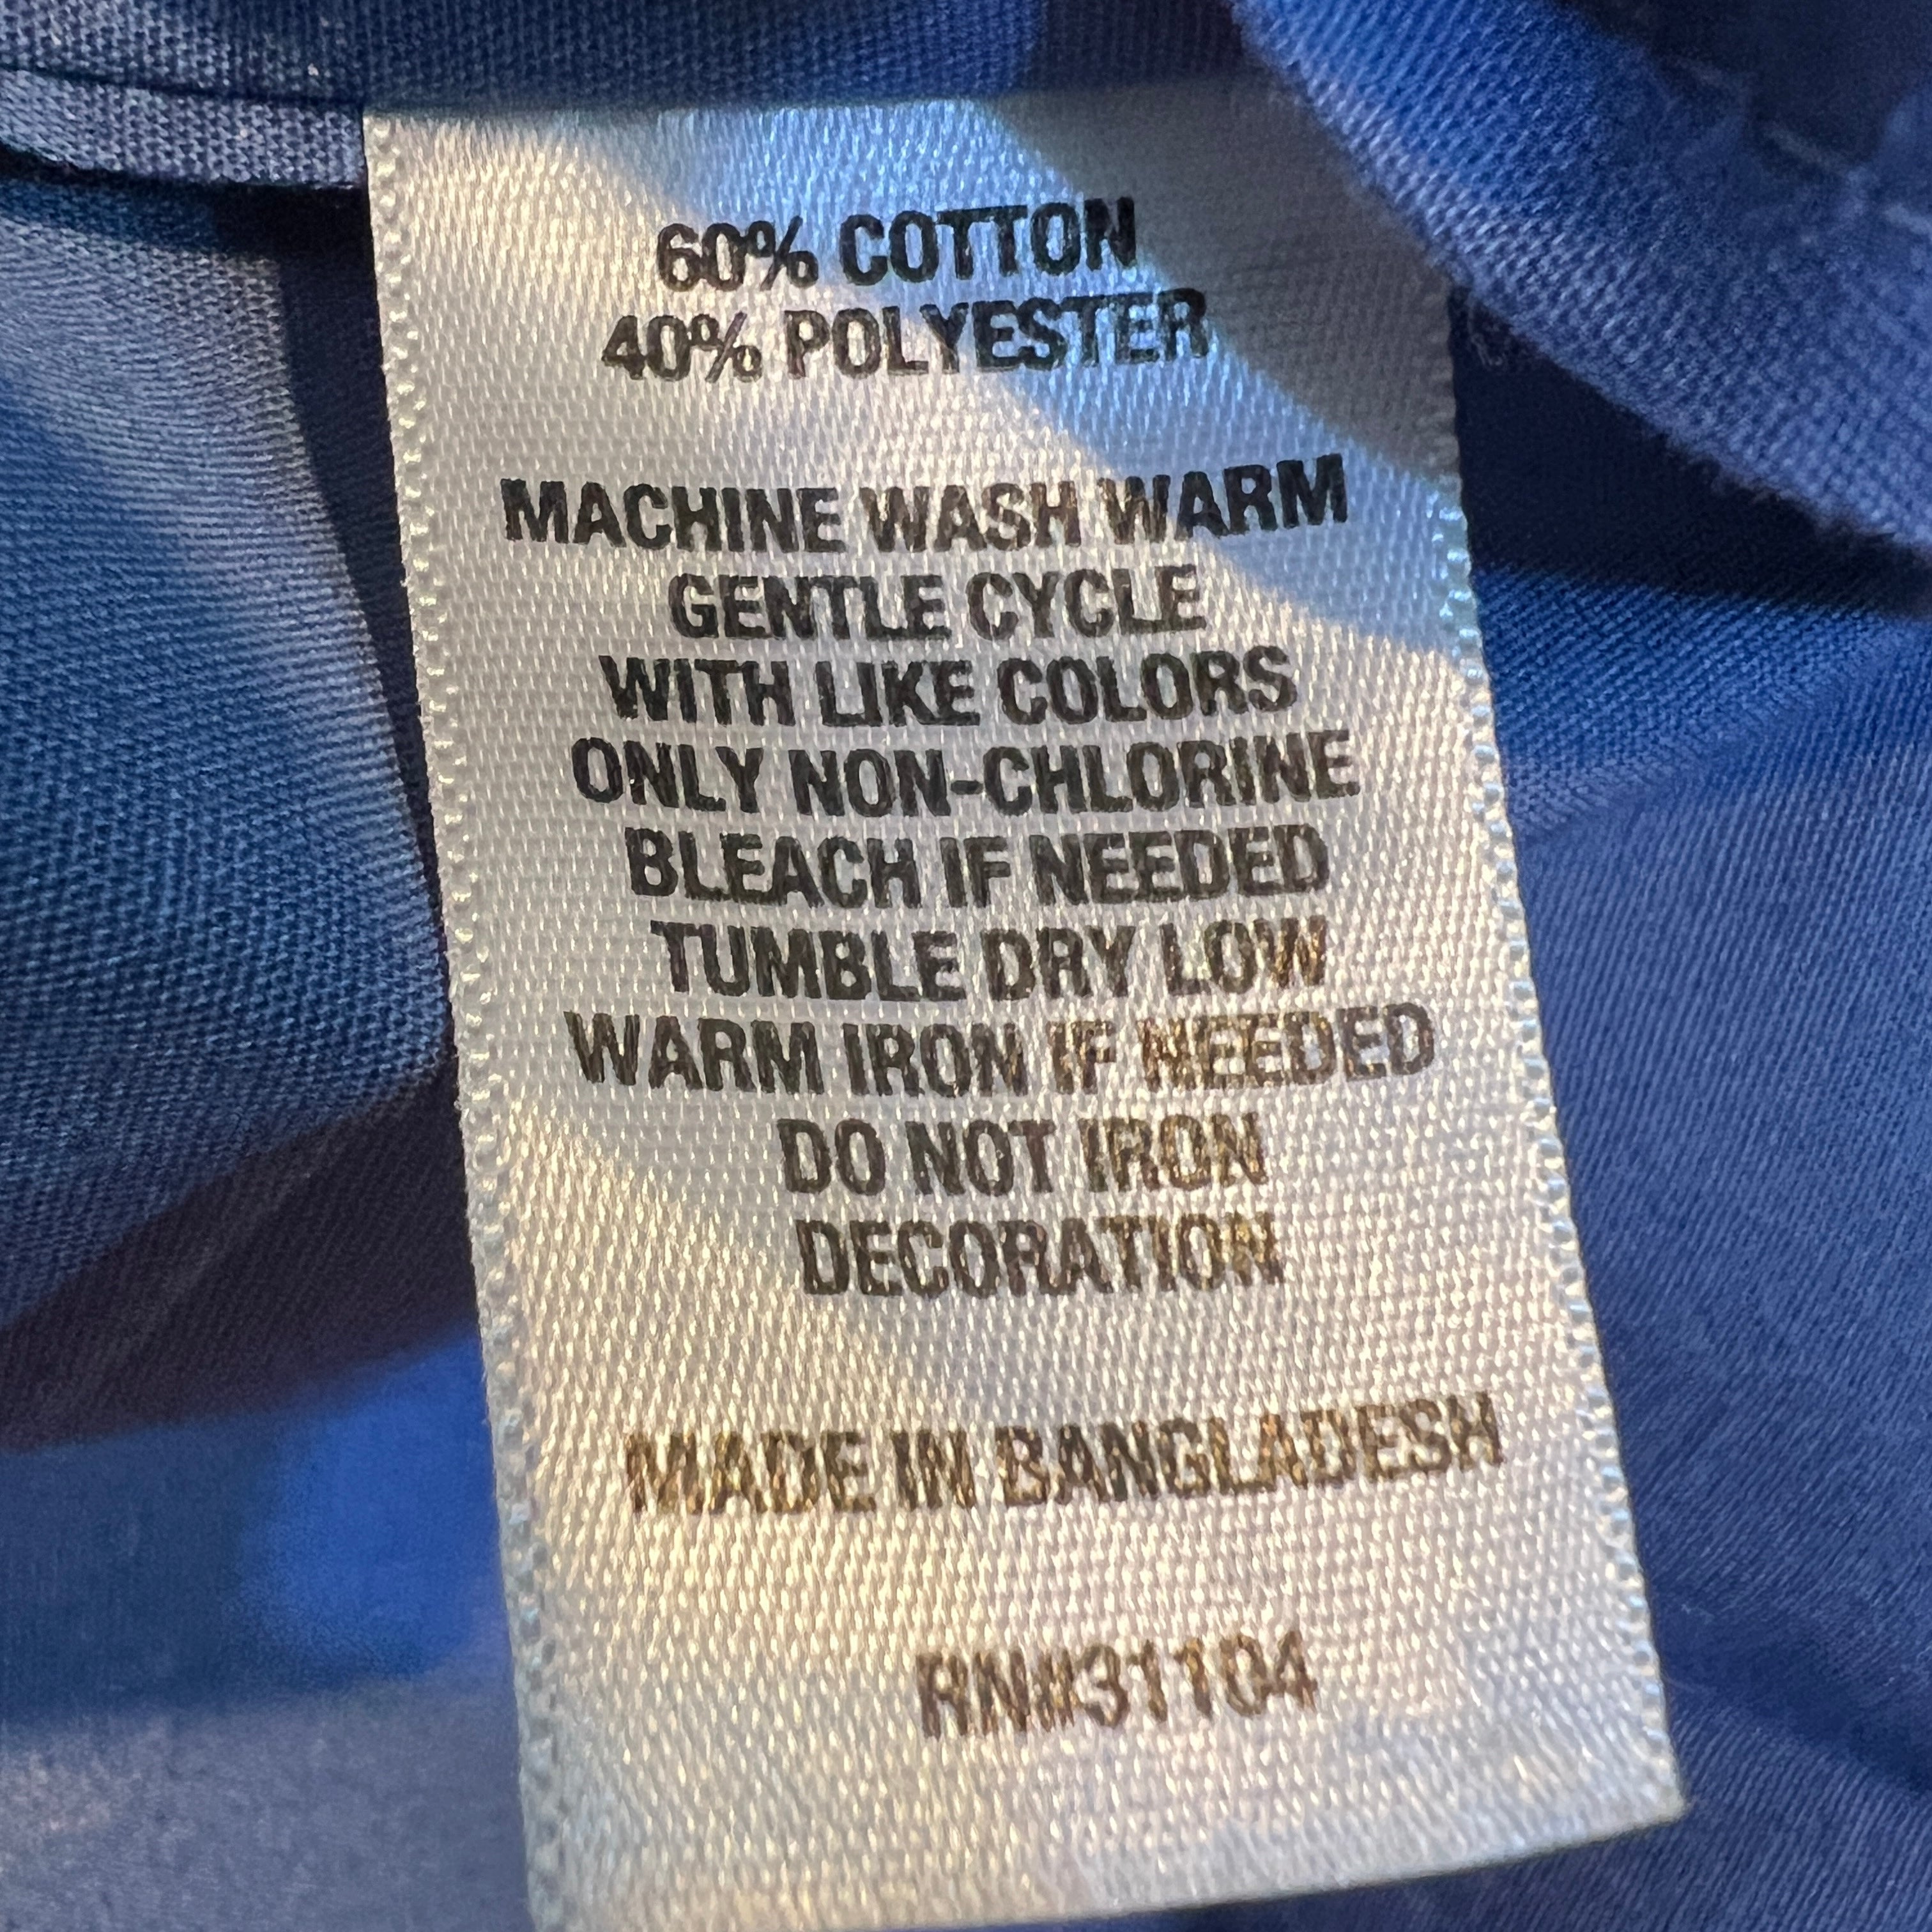 60% COTTON
40% POLYESTER
MACHINE WASH WARM
GENTLE CYCLE
WITH LIKE COLORS
ONLY NON-CHLORINE
BLEACH IF NEEDED
TUMBLE DRY LOW
WARM IRON IF NEEDED
DO NOT IRON
DECORATION
MADE IN BANGLADESH
RN#31104